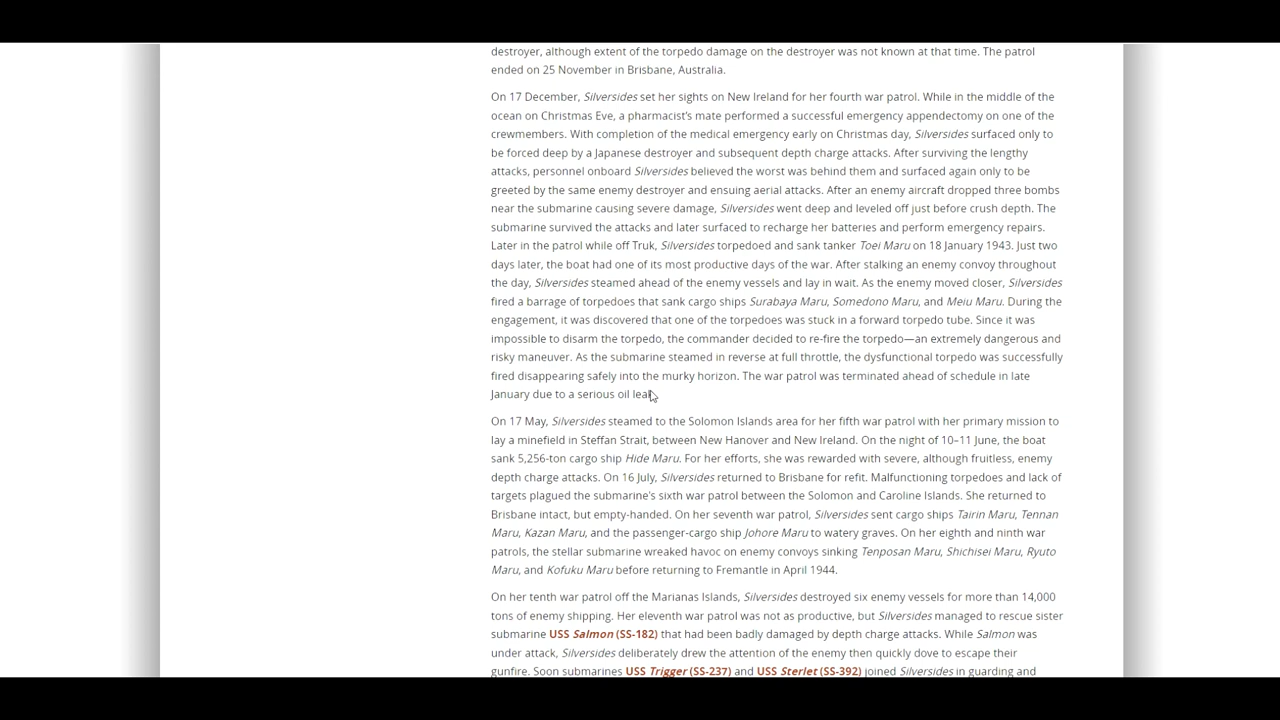 destroyer, although extent of the torpedo damage on the destroyer was not known at that time. The patrol
ended on 25 November in Brisbane, Australia.
On 17 December, Silversides set her sights on New Ireland for her fourth war patrol. While in the middle of the
ocean on Christmas Eve, a pharmacist's mate performed a successful emergency appendectomy on one of the
crewmembers. With completion of the medical emergency early on Christmas day, Silversides surfaced only to
be forced deep by a Japanese destroyer and subsequent depth charge attacks. After surviving the lengthy
attacks, personnel onboard Silversides believed the worst was behind them and surfaced again only to be
greeted by the same enemy destroyer and ensuing aerial attacks. After an enemy aircraft dropped three bombs
near the submarine causing severe damage, Silversides went deep and leveled off just before crush depth. The
submarine survived the attacks and later surfaced to recharge her batteries and perform emergency repairs.
Later in the patrol while off Truk, Silversides torpedoed and sank tanker Toei Maru on 18 January 1943. Just two
days later, the boat had one of its most productive days of the war. After stalking an enemy convoy throughout
the day, Silversides steamed ahead of the enemy vessels and lay in wait. As the enemy moved closer, Silversides
fired a barrage of torpedoes that sank cargo ships Surabaya Maru, Somedono Maru, and Meiu Maru. During the
engagement, it was discovered that one of the torpedoes was stuck in a forward torpedo tube. Since it was
impossible to disarm the torpedo, the commander decided to re-fire the torpedo—an extremely dangerous and
risky maneuver. As the submarine steamed in reverse at full throttle, the dysfunctional torpedo was successfully
fired disappearing safely into the murky horizon. The war patrol was terminated ahead of schedule in late
January due to a serious oil leak.
On 17 May, Silversides steamed to the Solomon Islands area for her fifth war patrol with her primary mission to
lay a minefield in Steffan Strait, between New Hanover and New Ireland. On the night of 10–11 June, the boat
sank 5,256-ton cargo ship Hide Maru. For her efforts, she was rewarded with severe, although fruitless, enemy
depth charge attacks. On 16 July, Silversides returned to Brisbane for refit. Malfunctioning torpedoes and lack of
targets plagued the submarine's sixth war patrol between the Solomon and Caroline Islands. She returned to
Brisbane intact, but empty-handed. On her seventh war patrol, Silversides sent cargo ships Tairin Maru, Tennan
Maru, Kazan Maru, and the passenger-cargo ship Johore Maru to watery graves. On her eighth and ninth war
patrols, the stellar submarine wreaked havoc on enemy convoys sinking Tenposan Maru, Shichisei Maru, Ryuto
Maru, and Kofuku Maru before returning to Fremantle in April 1944.
On her tenth war patrol off the Marianas Islands, Silversides destroyed six enemy vessels for more than 14,000
tons of enemy shipping. Her eleventh war patrol was not as productive, but Silversides managed to rescue sister
submarine USS Salmon (SS-182) that had been badly damaged by depth charge attacks. While Salmon was
under attack, Silversides deliberately drew the attention of the enemy then quickly dove to escape their
gunfire. Soon submarines USS Trigger (SS-237) and USS Sterlet (SS-392) joined Silversides in guarding and